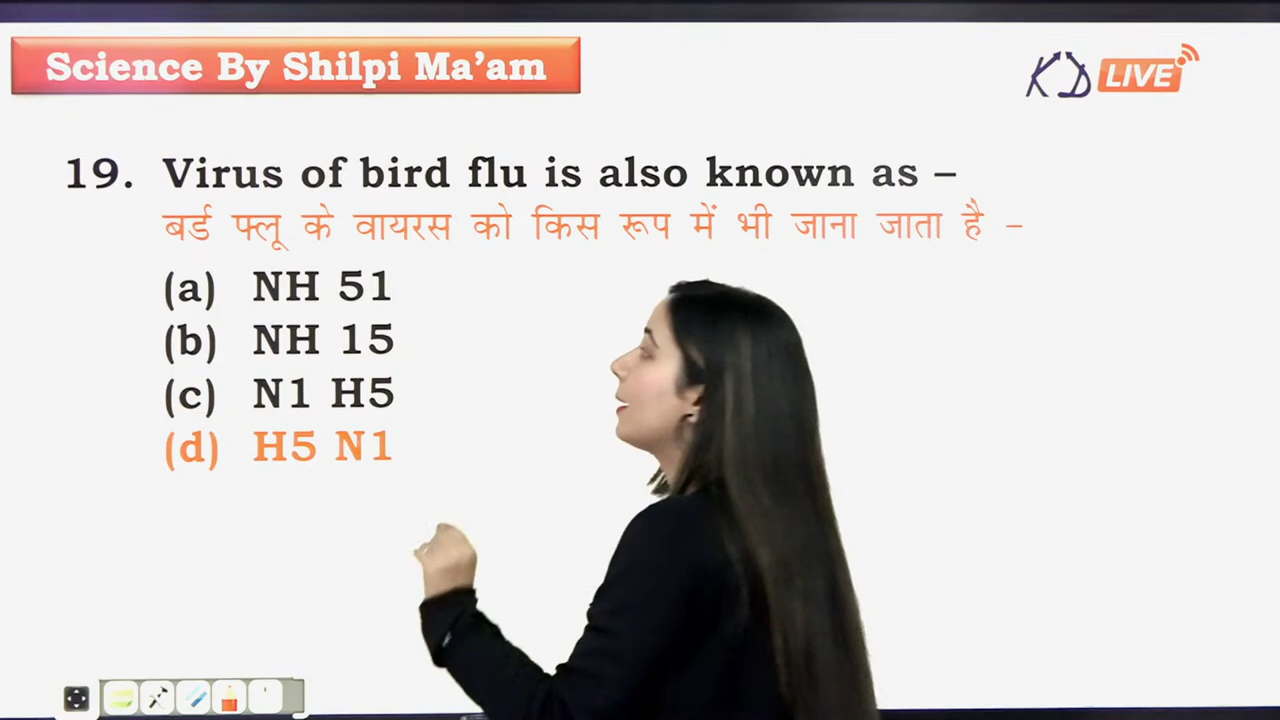 Science By Shilpi Ma’am
KD LIVE
19. Virus of bird flu is also known as –
बर्ड फ्लू के वायरस को किस रूप में भी जाना जाता है –
(a) NH 51
(b) NH 15
(c) N1 H5
(d) H5 N1